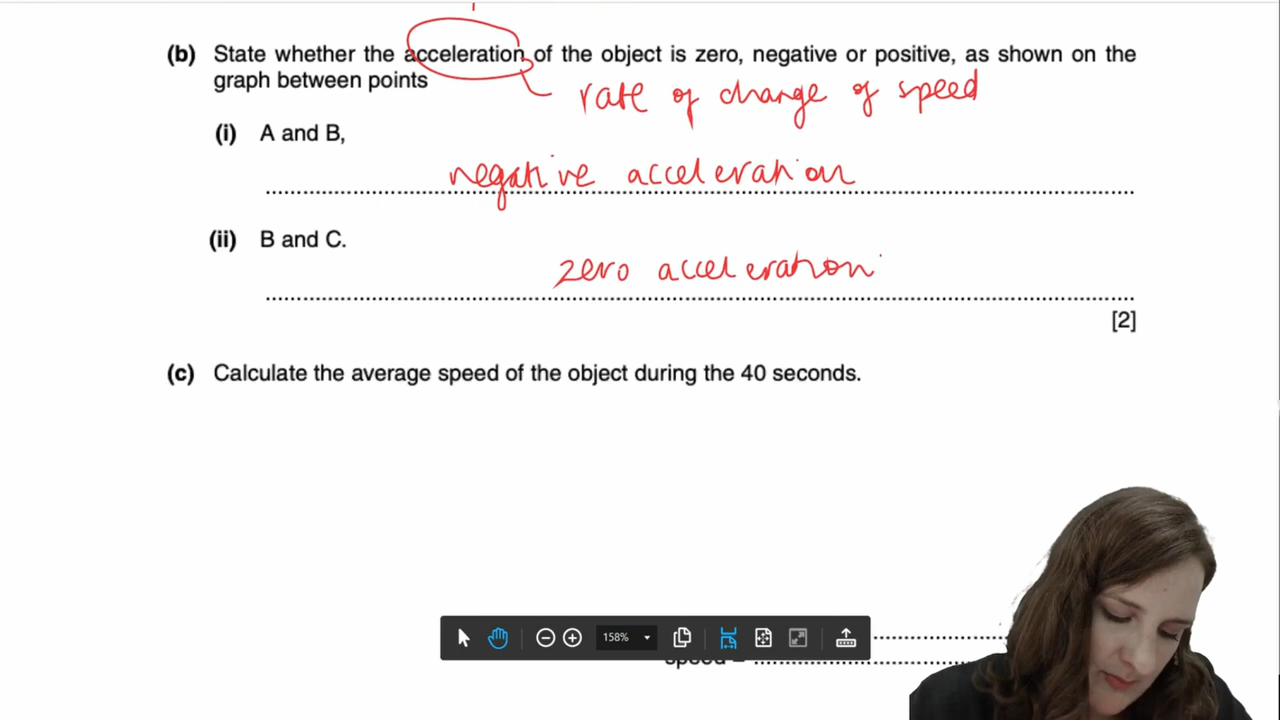 (b) State whether the acceleration of the object is zero, negative or positive, as shown on the
graph between points
rate of change of speed
(i) A and B,
negative acceleration
(ii) B and C.
zero acceleration
[2]
(c) Calculate the average speed of the object during the 40 seconds.
158%
speed =